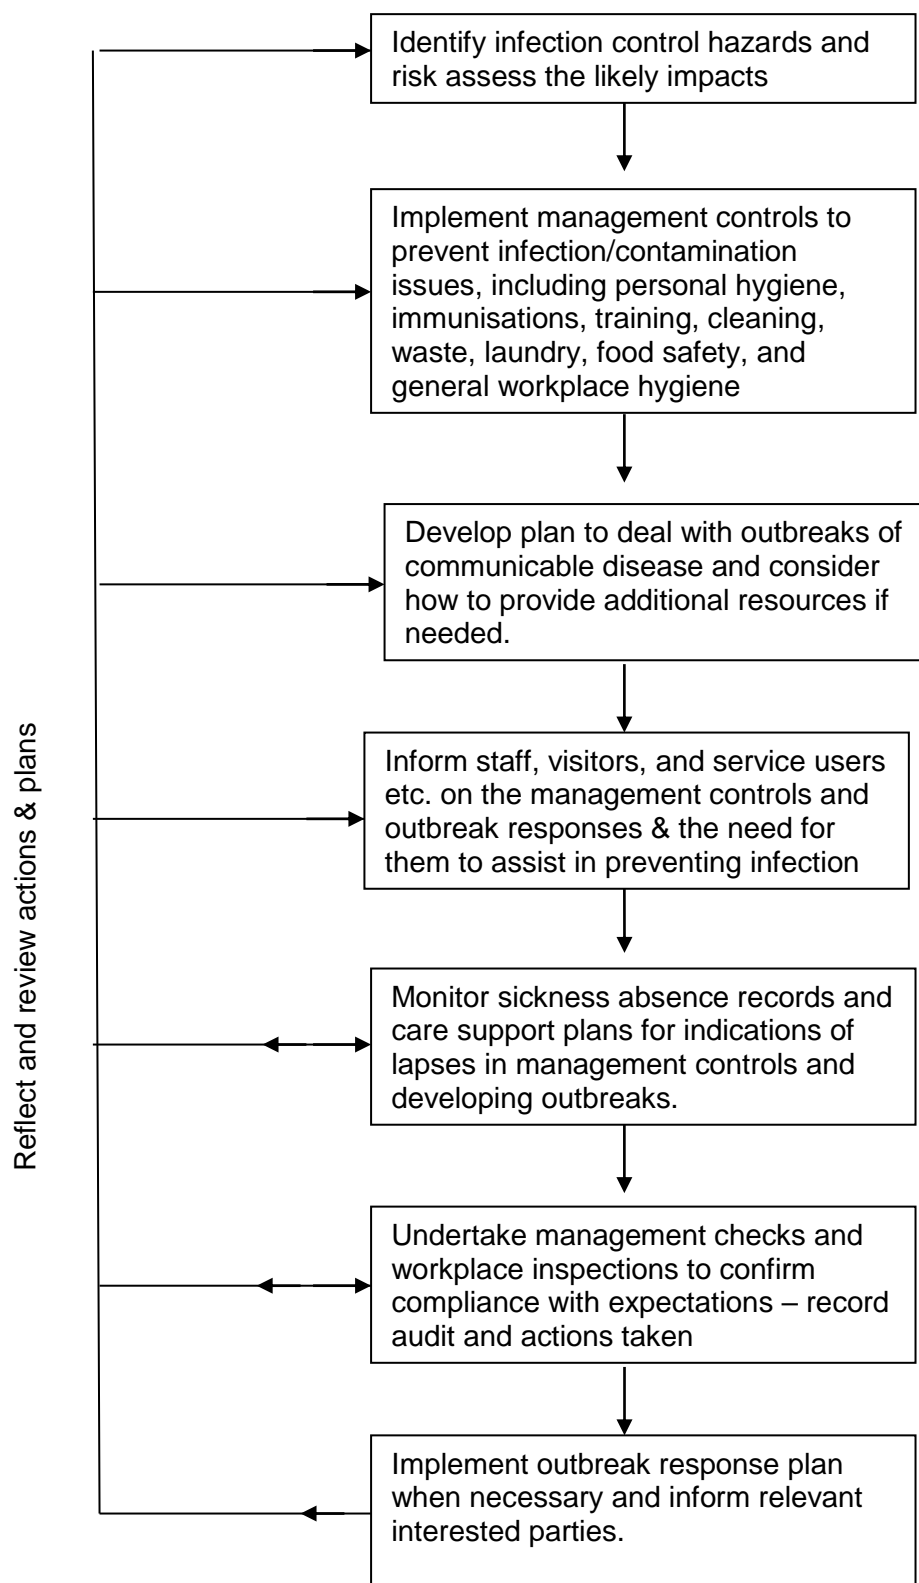 Identify infection control hazards and
risk assess the likely impacts
Implement management controls to
prevent infection/contamination
issues, including personal hygiene,
immunisations, training, cleaning,
waste, laundry, food safety, and
general workplace hygiene
Develop plan to deal with outbreaks of
communicable disease and consider
how to provide additional resources if
needed.
Inform staff, visitors, and service users
etc. on the management controls and
outbreak responses & the need for
them to assist in preventing infection
Monitor sickness absence records and
care support plans for indications of
lapses in management controls and
developing outbreaks.
Undertake management checks and
workplace inspections to confirm
compliance with expectations – record
audit and actions taken
Implement outbreak response plan
when necessary and inform relevant
interested parties.
Reflect and review actions & plans